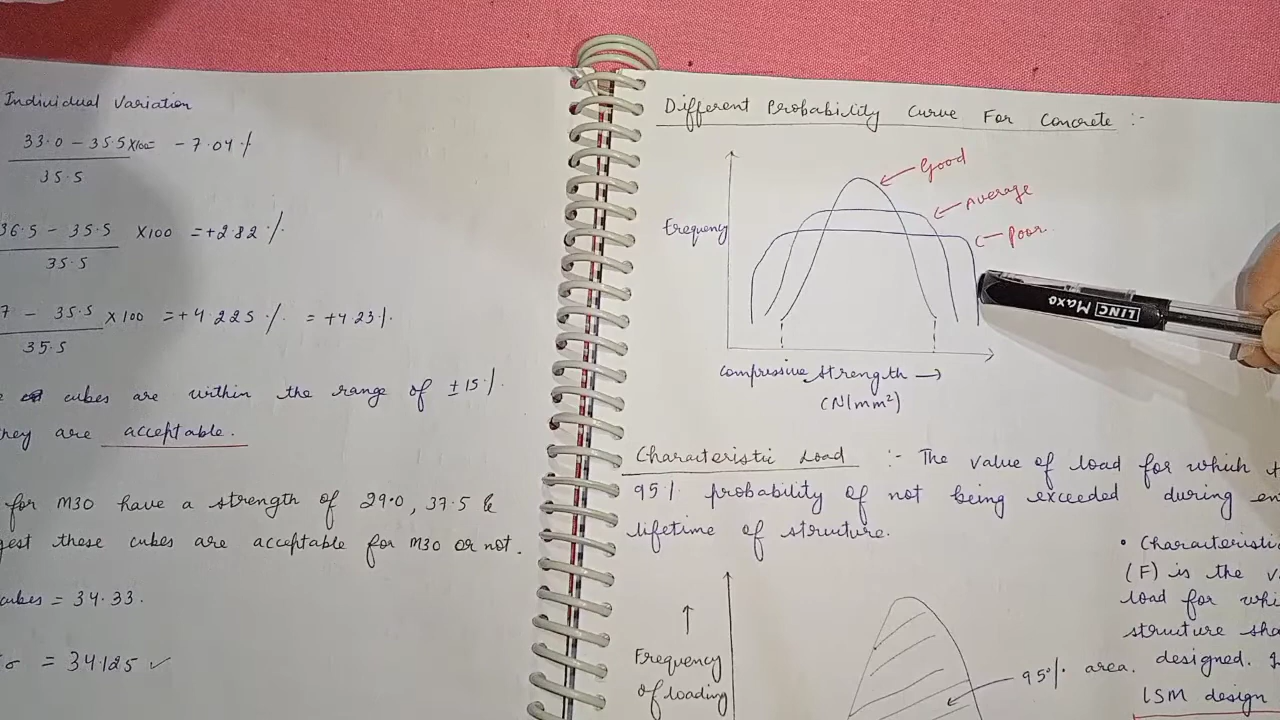 Individual Variation
33.0 - 35.5 X100= - 7.04 %
35.5
36.5 - 35.5 X100 = +2.82 %
35.5
7 - 35.5 X100 = +4.225 % = +4.23%.
35.5
cubes are within the range of ±15%.
they are acceptable.
for M30 have a strength of 29.0, 37.5 &
gest these cubes are acceptable for M30 or not.
cubes = 34.33.
σ = 34.125 ✓
Different Probability Curve For Concrete :-
Good
Average
Poor
Frequency
Compressive Strength →
(N/mm²)
LINC Maxo
Characteristic Load :- The value of load for which
95% probability of not being exceeded during
lifetime of structure.
• Characteristic
(F) is the
load for
structure
designed.
LSM design
Frequency
of loading
95% area.